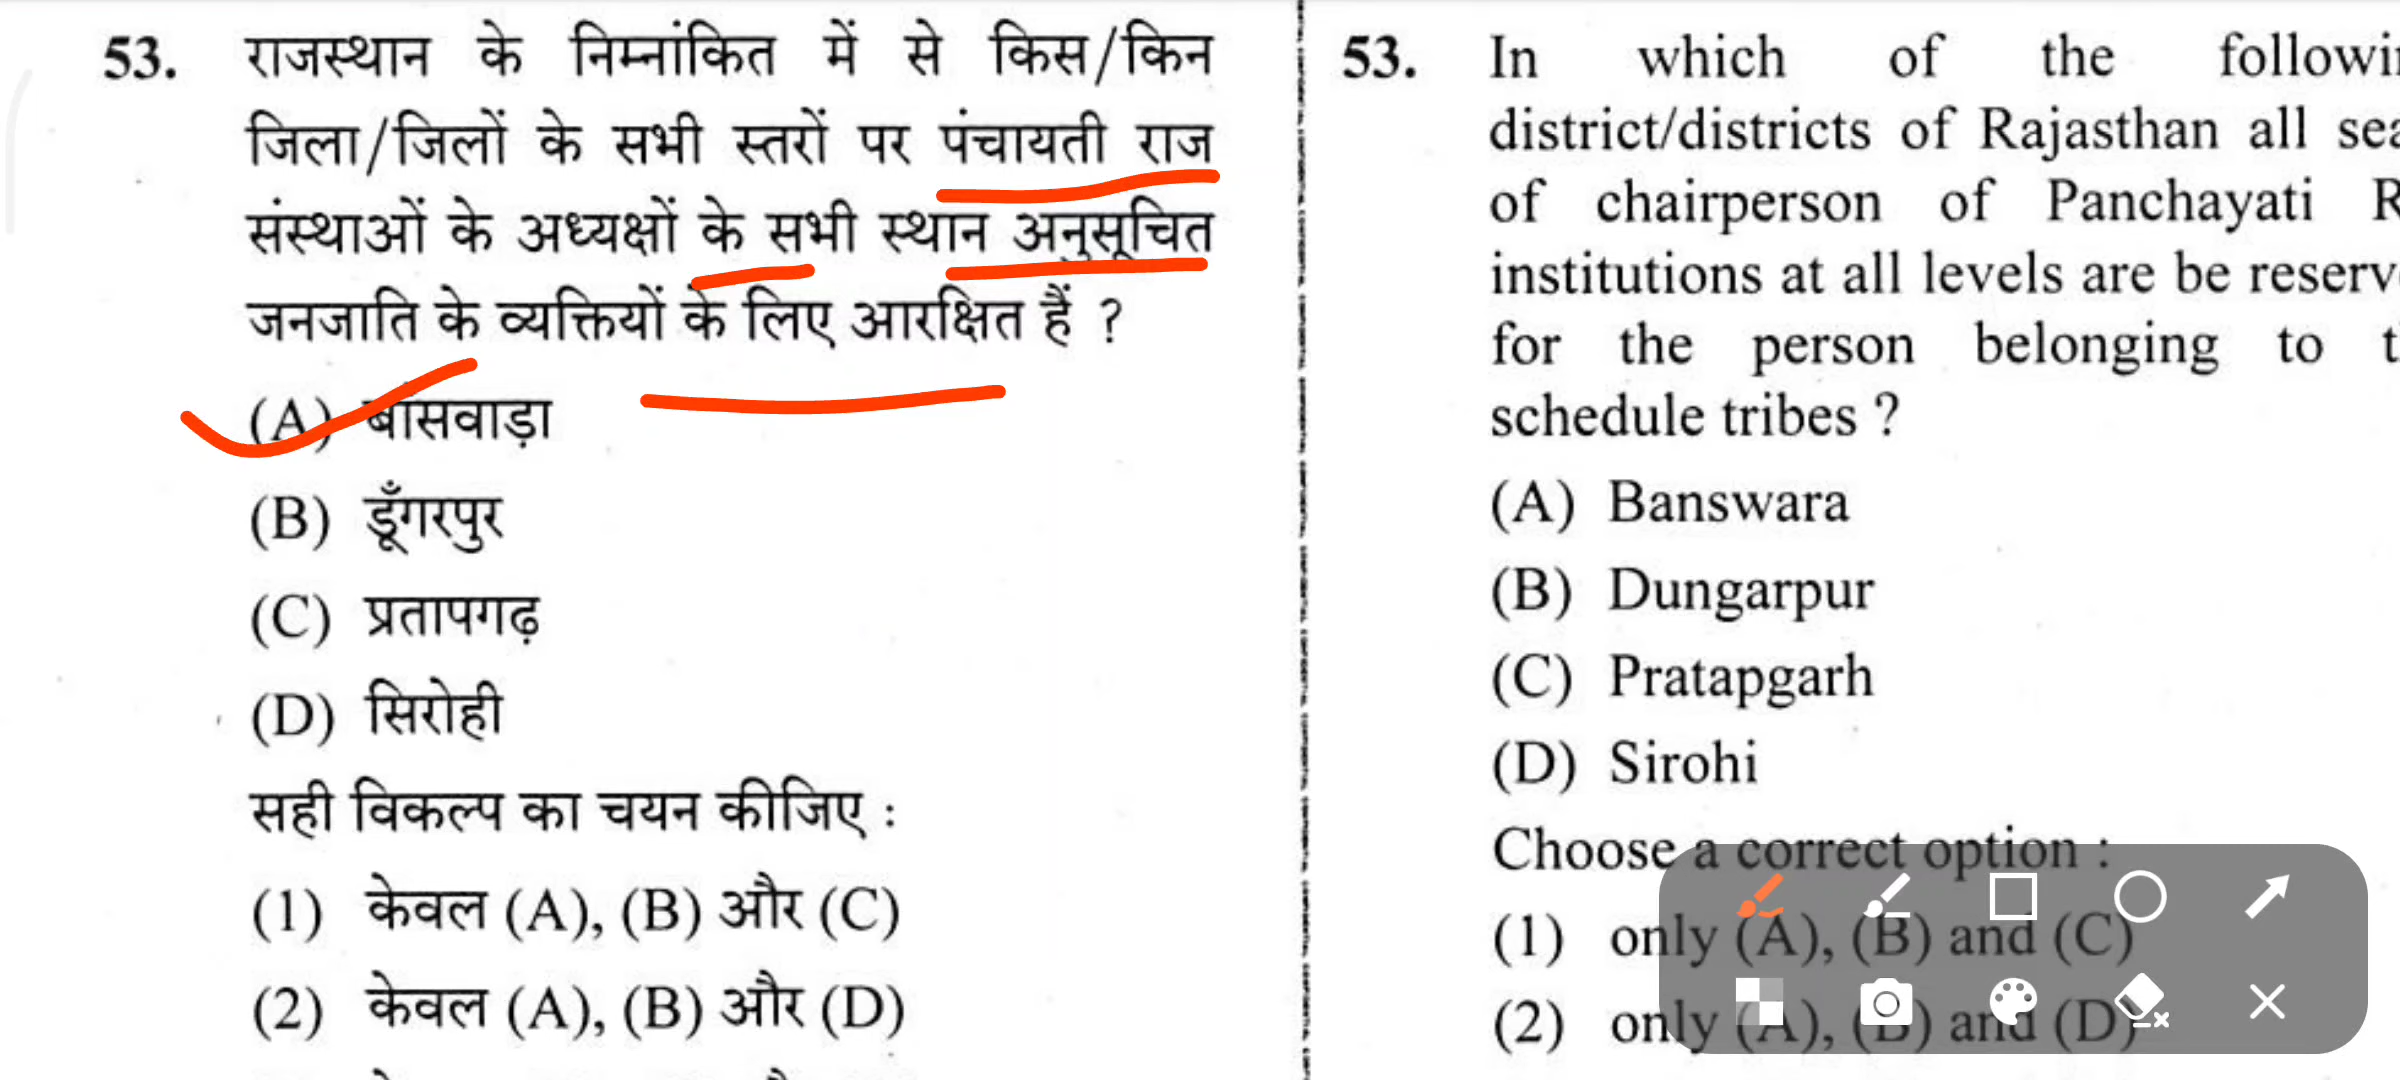 53. राजस्थान के निम्नांकित में से किस/किन
जिला/जिलों के सभी स्तरों पर पंचायती राज
संस्थाओं के अध्यक्षों के सभी स्थान अनुसूचित
जनजाति के व्यक्तियों के लिए आरक्षित हैं ?
(A) बांसवाड़ा
(B) डूँगरपुर
(C) प्रतापगढ़
(D) सिरोही
सही विकल्प का चयन कीजिए :
(1) केवल (A), (B) और (C)
(2) केवल (A), (B) और (D)
53. In which of the
district/districts of Rajasthan all
of chairperson of Panchayati
institutions at all levels are be
for the person belonging to
schedule tribes ?
(A) Banswara
(B) Dungarpur
(C) Pratapgarh
(D) Sirohi
Choose a correct option :
(1) only (A), (B) and (C)
(2) only (A), (B) and (D)